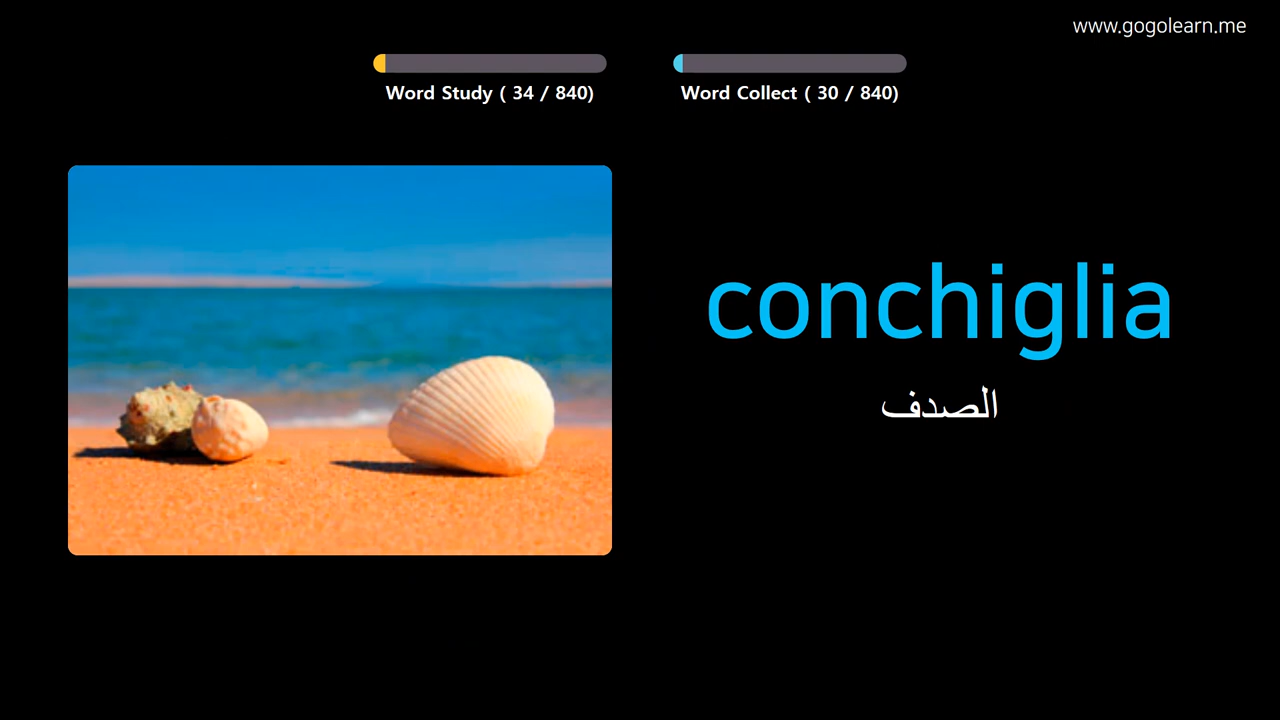 www.gogolearn.me
Word Study ( 34 / 840)
Word Collect ( 30 / 840)
conchiglia
الصدف